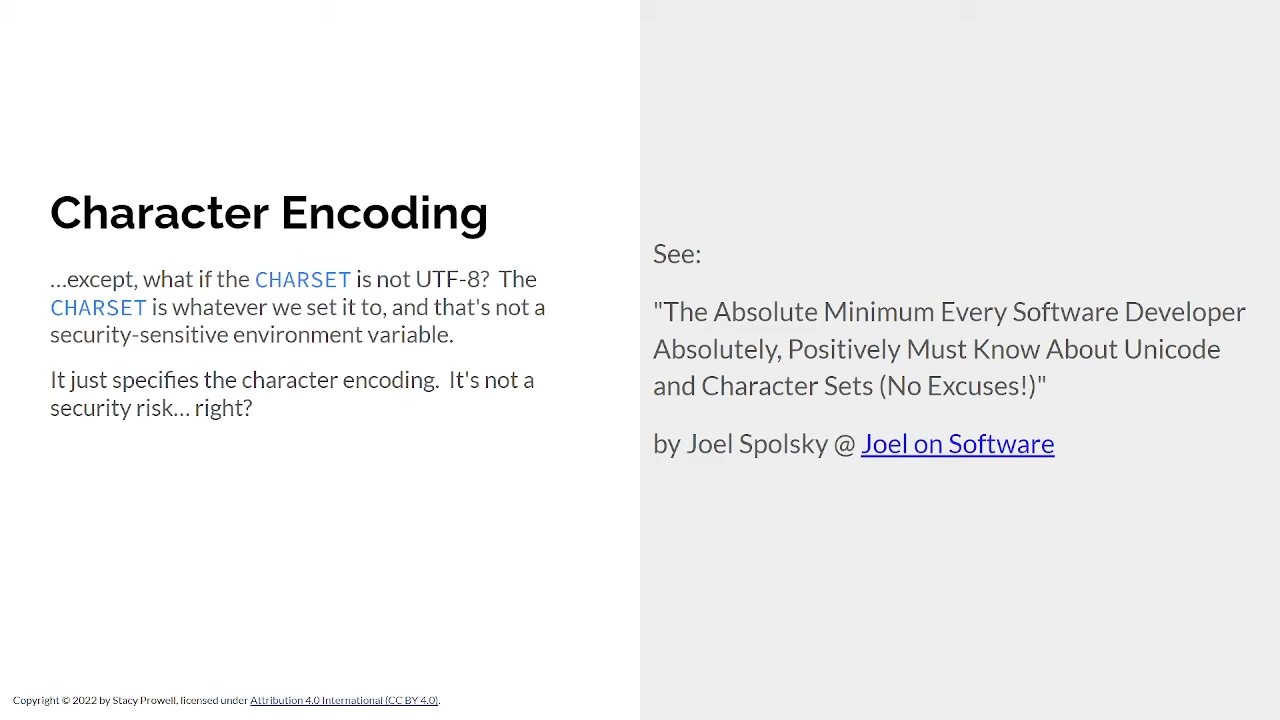 Character Encoding
…except, what if the CHARSET is not UTF-8?  The
CHARSET is whatever we set it to, and that's not a
security-sensitive environment variable.
It just specifies the character encoding.  It's not a
security risk… right?
See:
"The Absolute Minimum Every Software Developer
Absolutely, Positively Must Know About Unicode
and Character Sets (No Excuses!)"
by Joel Spolsky @ Joel on Software
Copyright © 2022 by Stacy Prowell, licensed under Attribution 4.0 International (CC BY 4.0).